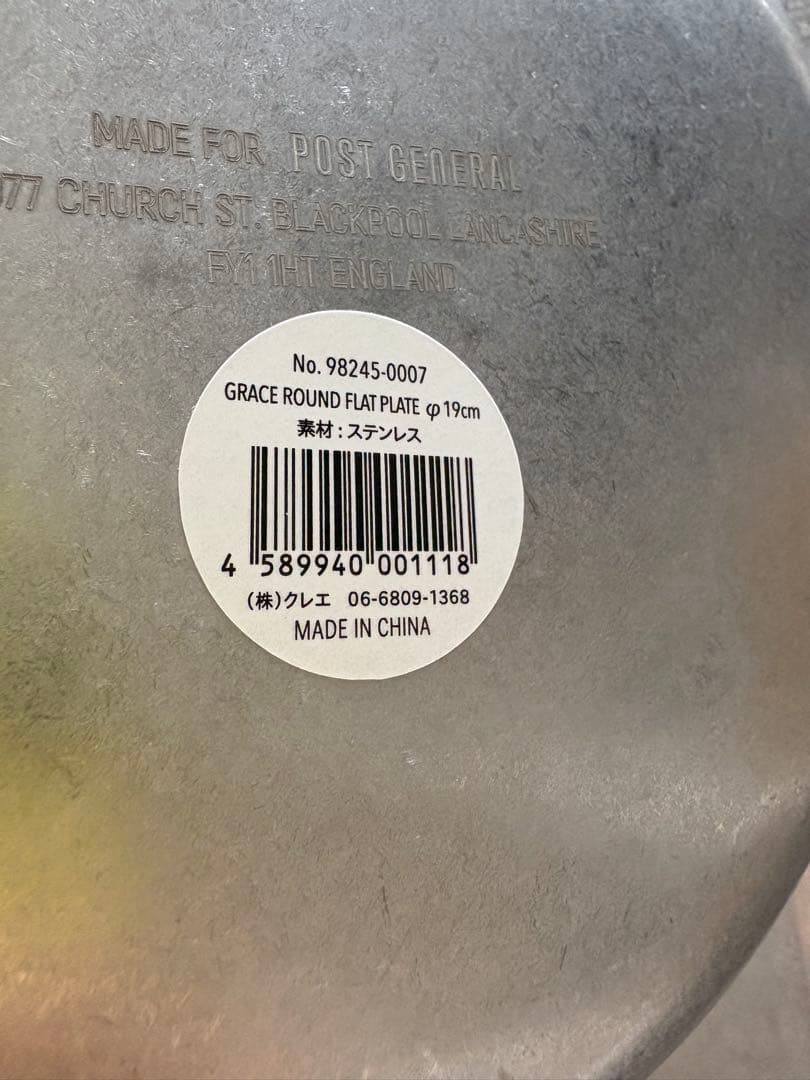 MADE FOR POST GENERAL
77 CHURCH ST. BLACKPOOL LANCASHIRE
FY1 1HT ENGLAND
No. 98245-0007
GRACE ROUND FLAT PLATE φ 19cm
素材 : ステンレス
4 589940 001118
(株)クレエ 06-6809-1368
MADE IN CHINA